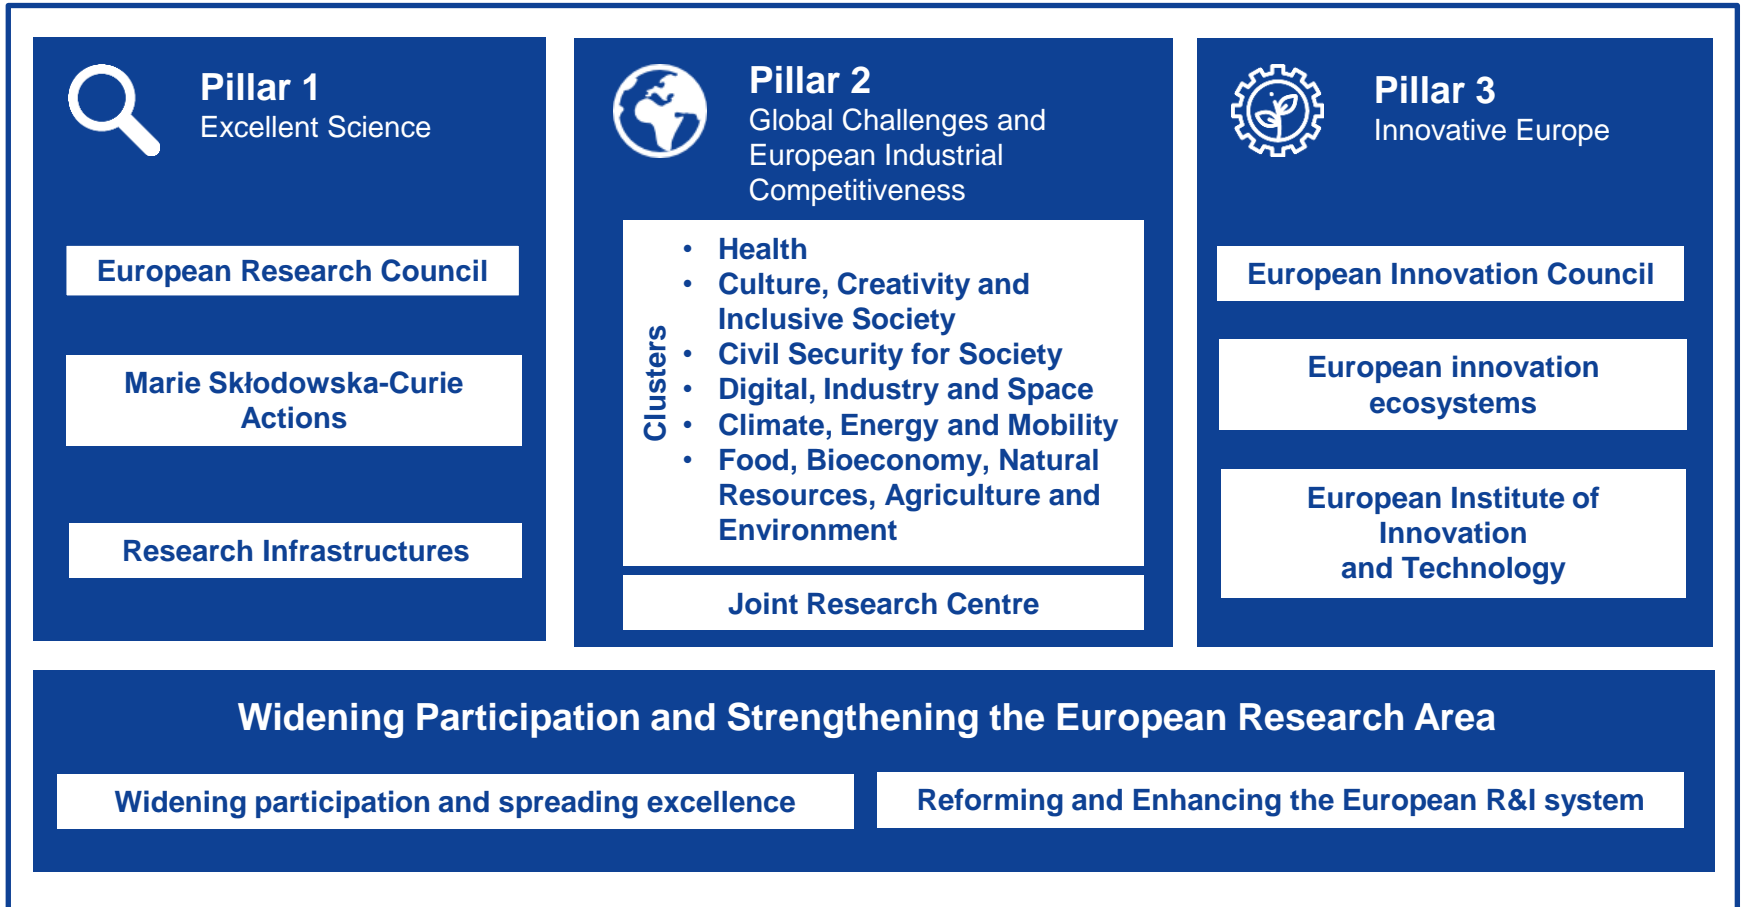 Pillar 1
Excellent Science
European Research Council
Marie Skłodowska-Curie
Actions
Research Infrastructures
Pillar 2
Global Challenges and
European Industrial
Competitiveness
Clusters
• Health
• Culture, Creativity and
Inclusive Society
• Civil Security for Society
• Digital, Industry and Space
• Climate, Energy and Mobility
• Food, Bioeconomy, Natural
Resources, Agriculture and
Environment
Joint Research Centre
Pillar 3
Innovative Europe
European Innovation Council
European innovation
ecosystems
European Institute of
Innovation
and Technology
Widening Participation and Strengthening the European Research Area
Widening participation and spreading excellence
Reforming and Enhancing the European R&I system